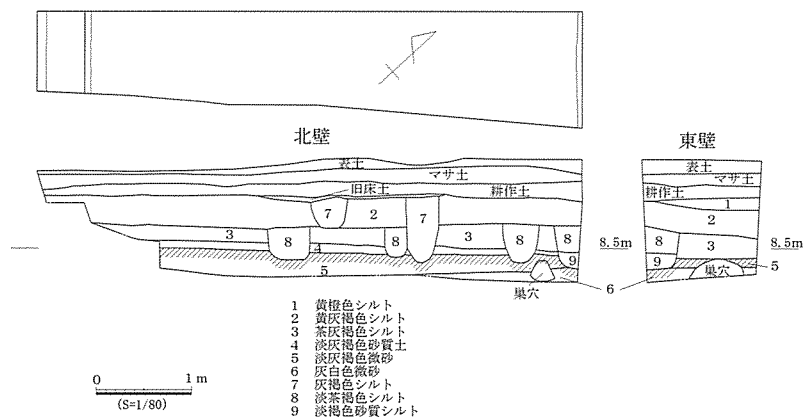 北壁
東壁
表土
マサ土
旧床土
耕作土
7
2
7
3
8
4
8
3
8
8
9
5
巣穴
8.5m
表土
マサ土
耕作土
1
2
8
3
9
巣穴
8.5m
5
6
1 黄橙色シルト
2 黄灰褐色シルト
3 茶灰褐色シルト
4 淡灰褐色砂質土
5 淡灰褐色微砂
6 灰白色微砂
7 灰褐色シルト
8 淡茶褐色シルト
9 淡褐色砂質シルト
0 1 m
(S=1/80)